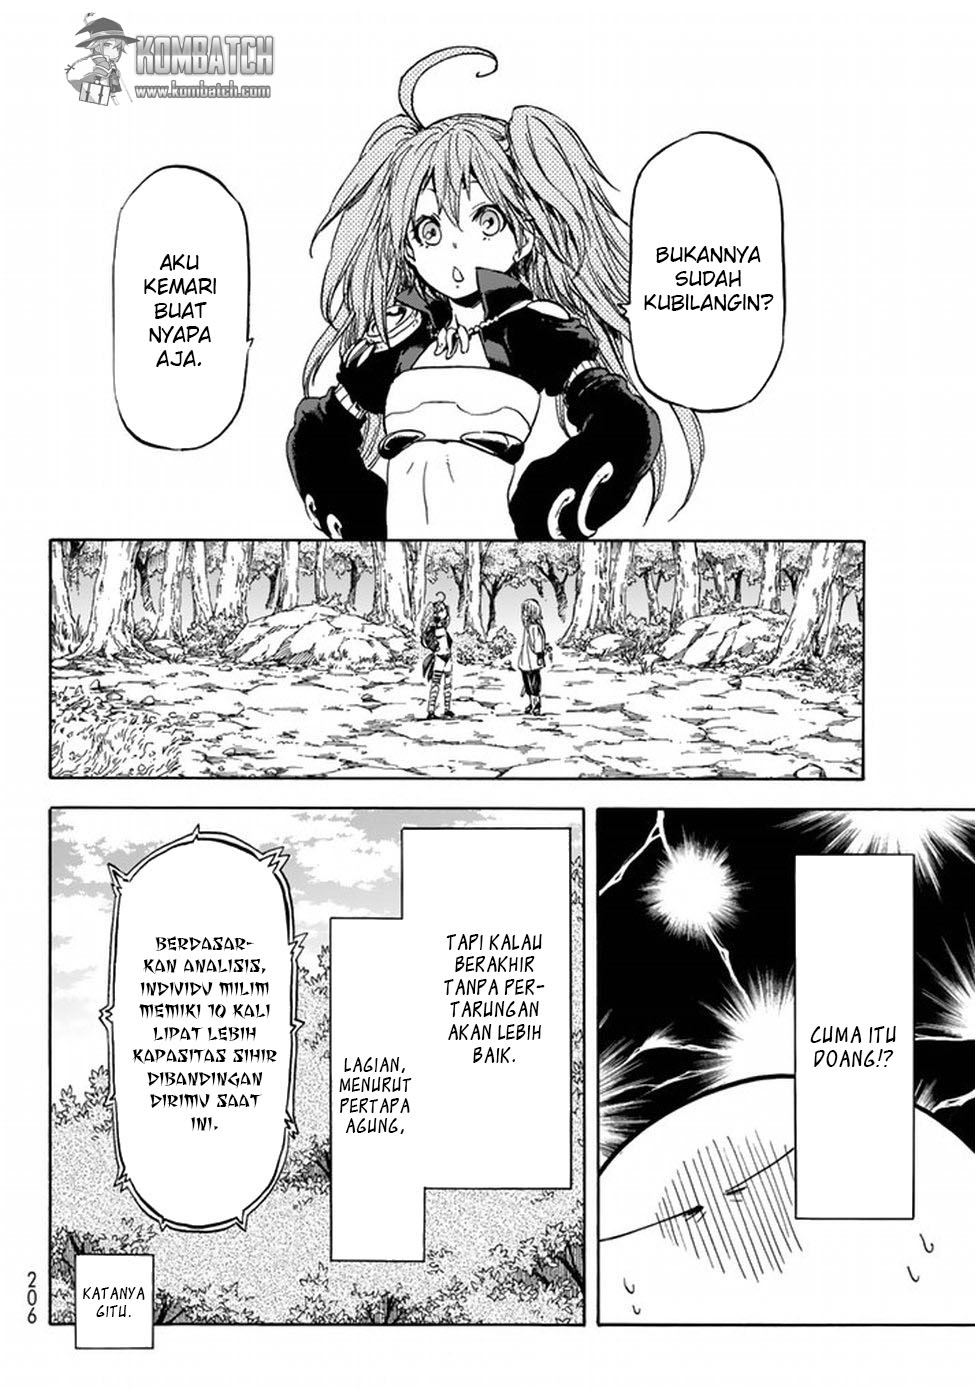 KOMBATCH
www.kombatch.com
BUKANNYA
SUDAH
KUBILANGIN?
AKU
KEMARI
BUAT
NYAPA
AJA.
CUMA ITU
DOANG!?
TAPI KALAU
BERAKHIR
TANPA PER-
TARUNGAN
AKAN LEBIH
BAIK.
LAGIAN,
MENURUT
PERTAPA
AGUNG,
BERDASAR-
KAN ANALISIS,
INDIVIDU MILIM
MEMIKI 10 KALI
LIPAT LEBIH
KAPASITAS SIHIR
DIBANDINGAN
DIRIMU SAAT
INI.
KATANYA
GITU.
206